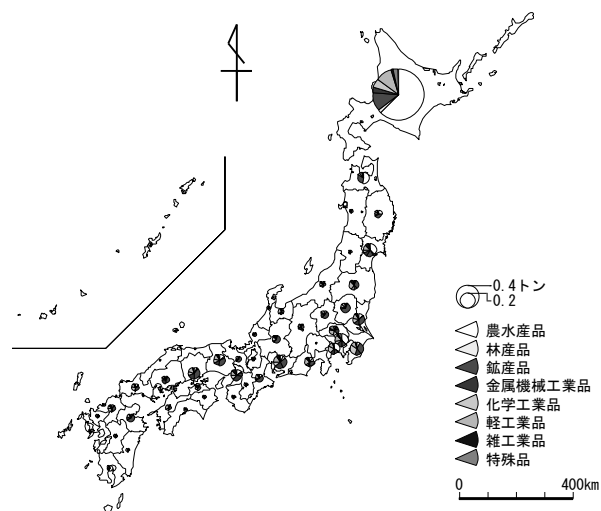 0.4トン
0.2
農水産品
林産品
鉱産品
金属機械工業品
化学工業品
軽工業品
雑工業品
特殊品
0 400km